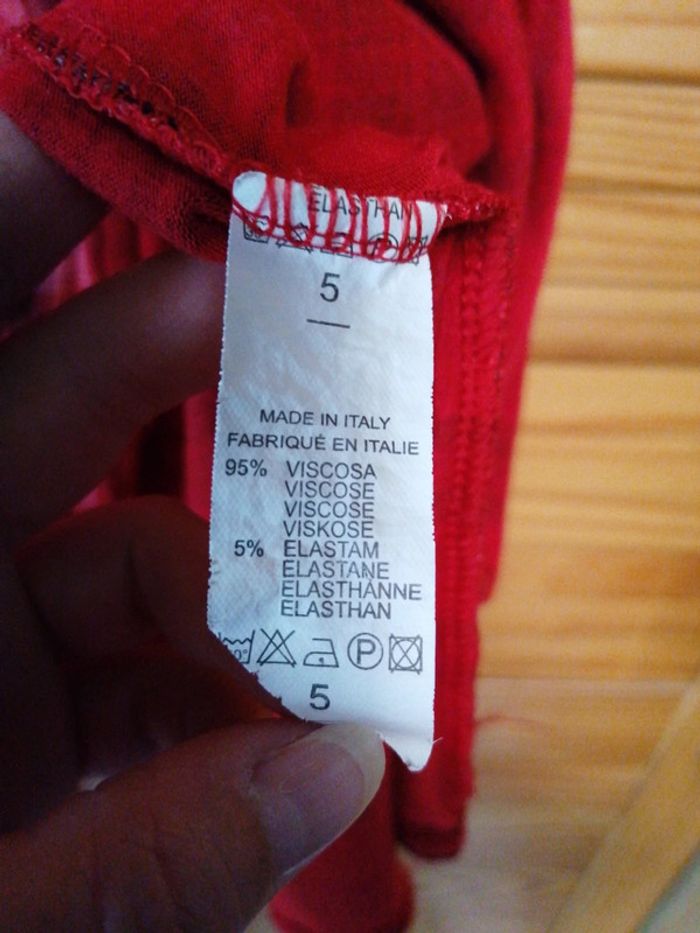 ELASTHAN
5
MADE IN ITALY
FABRIQUÉ EN ITALIE
95% VISCOSA
VISCOSE
VISCOSE
VISKOSE
5% ELASTAM
ELASTANE
ELASTHANNE
ELASTHAN
P
5